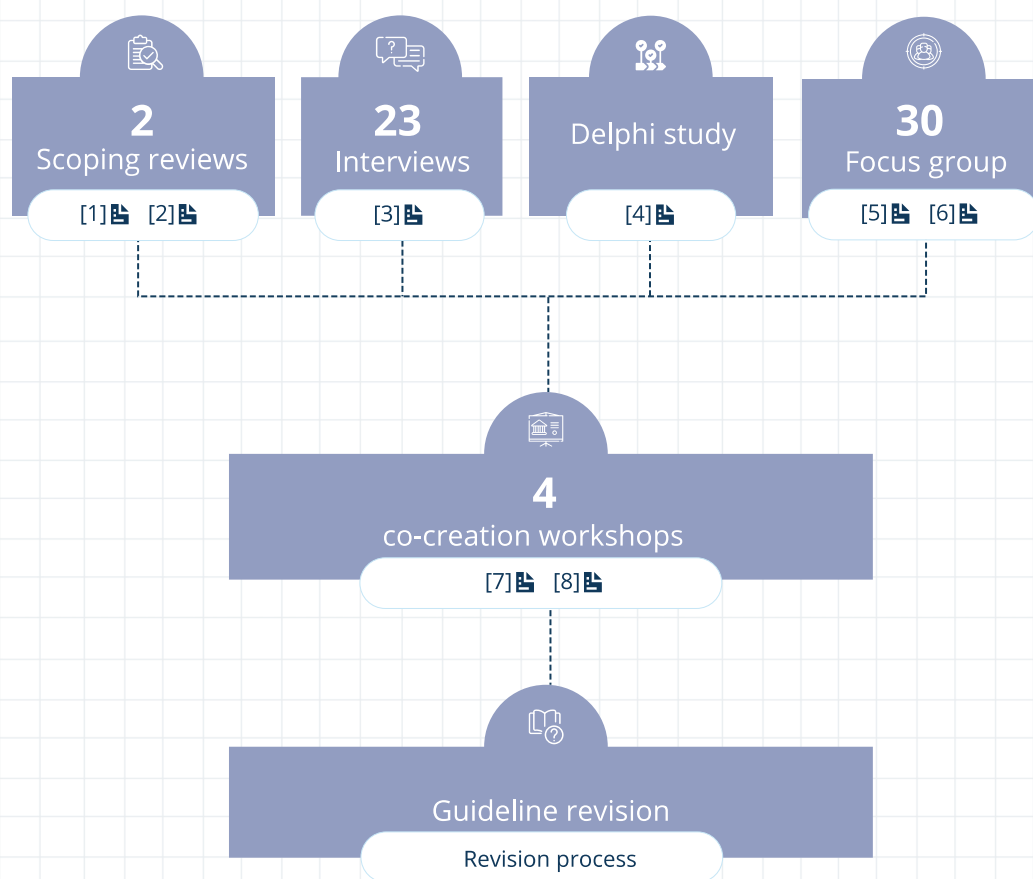 2
Scoping reviews
[1] [2]
23
Interviews
[3]
Delphi study
[4]
30
Focus group
[5] [6]
4
co-creation workshops
[7] [8]
Guideline revision
Revision process